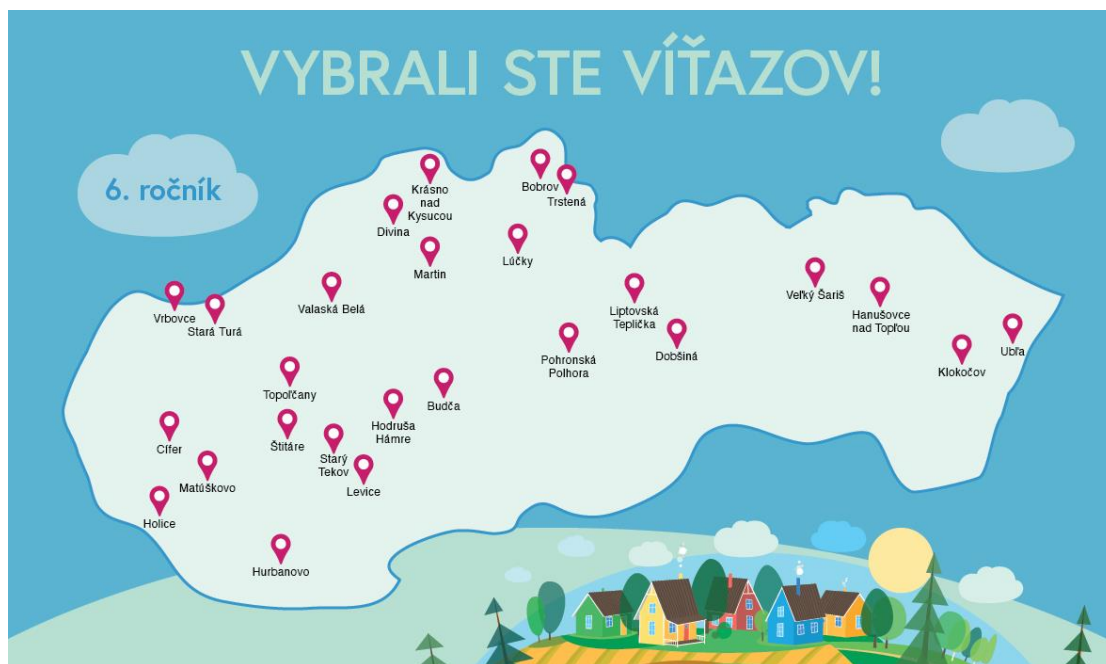 VYBRALI STE VÍŤAZOV!
6. ročník
Krásno
nad
Kysucou
Bobrov
Trstená
Divina
Martin
Lúčky
Valaská Belá
Vrbovce
Stará Turá
Liptovská
Teplička
Veľký Šariš
Hanušovce
nad Topľou
Pohronská
Polhora
Dobšiná
Klokočov
Ubľa
Topoľčany
Budča
Hodruša
Hámre
Cífer
Štitáre
Starý
Tekov
Levice
Matúškovo
Holice
Hurbanovo